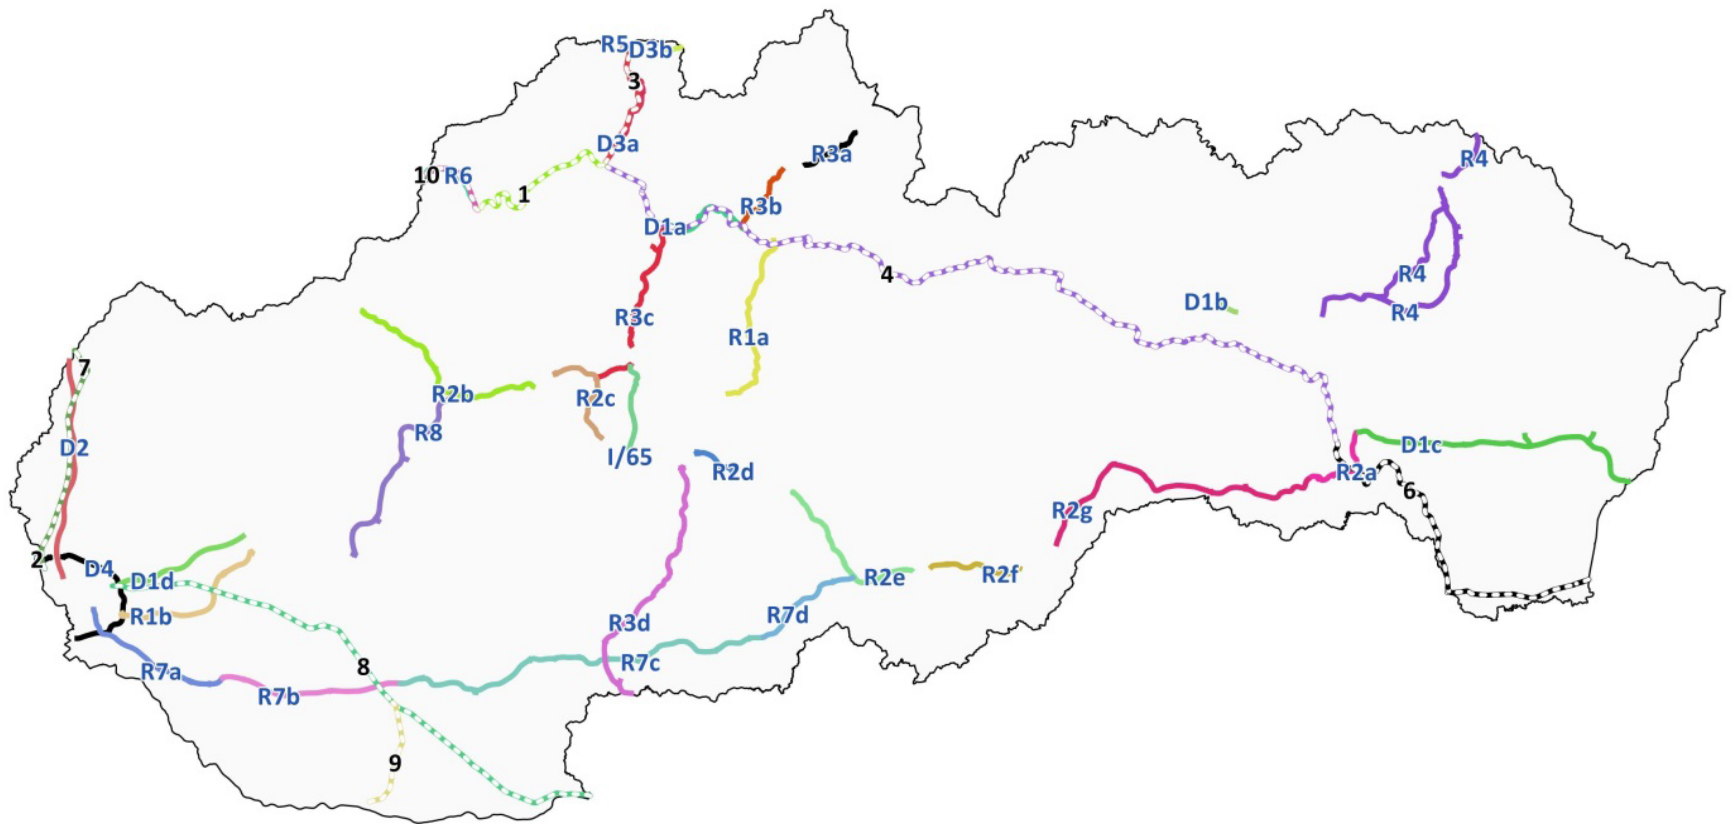 R5
D3b
3
D3a
R3a
10
R6
1
R4
R3b
D1a
4
R4
D1b
R4
R3c
R1a
7
R2b
R2c
R8
D2
D1c
I/65
R2d
R2a
6
R2g
2
D4
D1d
R2e
R2f
R1b
R7d
R3d
8
R7c
R7a
R7b
9